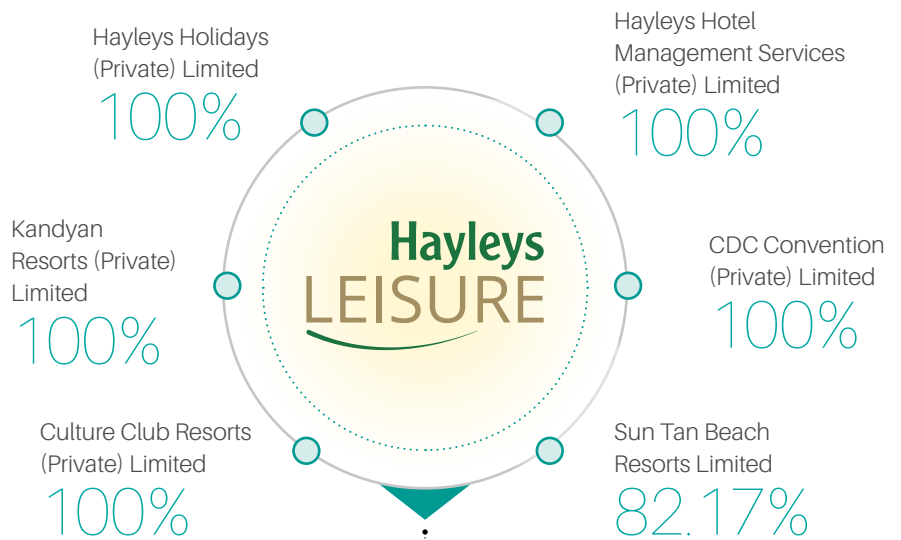 Hayleys Holidays
(Private) Limited
100%
Hayleys Hotel
Management Services
(Private) Limited
100%
Kandyan
Resorts (Private)
Limited
100%
Hayleys
LEISURE
CDC Convention
(Private) Limited
100%
Culture Club Resorts
(Private) Limited
100%
Sun Tan Beach
Resorts Limited
82.17%